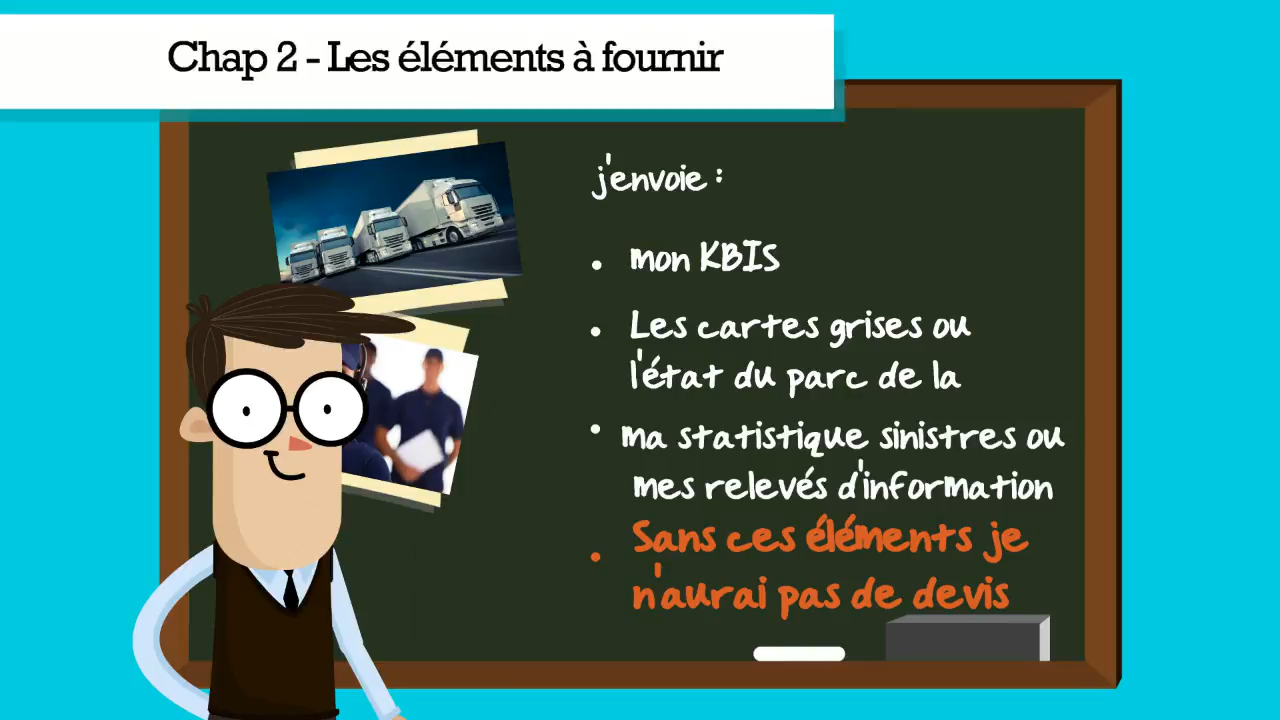 Chap 2 - Les éléments à fournir
j'envoie :
• mon KBIS
• Les cartes grises ou
l'état du parc de la
• ma statistique sinistres ou
mes relevés d'information
• Sans ces éléments je
n'aurai pas de devis